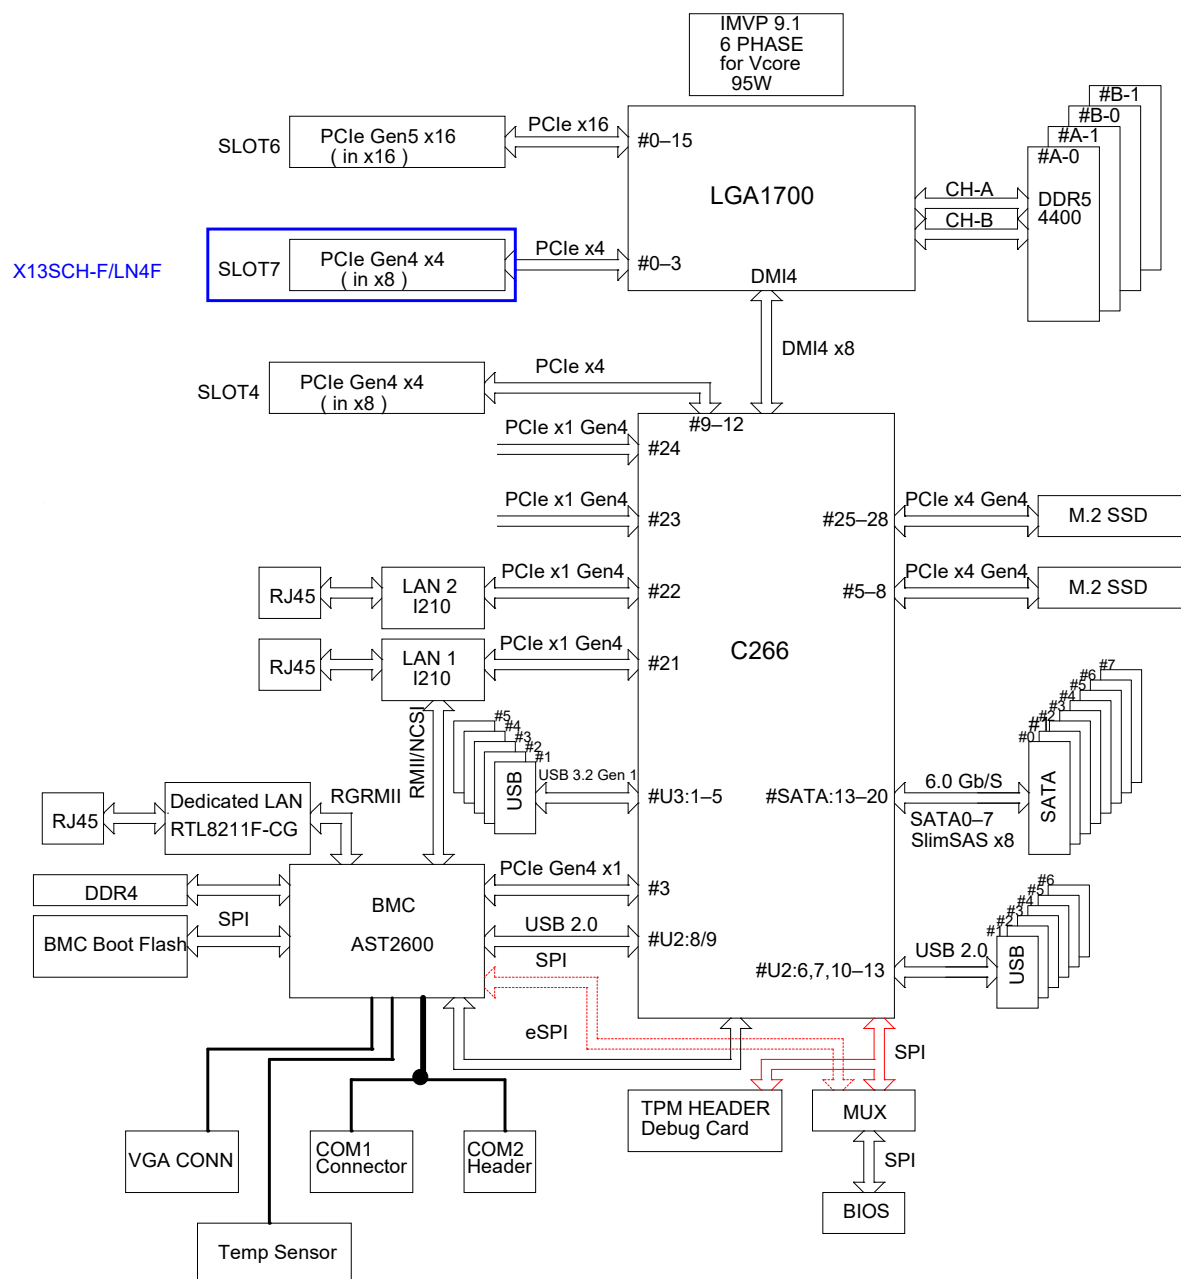 IMVP 9.1
6 PHASE
for Vcore
95W
SLOT6
PCIe Gen5 x16
( in x16 )
PCIe x16
#0–15
LGA1700
CH-A
CH-B
#B-1
#B-0
#A-1
#A-0
DDR5
4400
X13SCH-F/LN4F
SLOT7
PCIe Gen4 x4
( in x8 )
PCIe x4
#0–3
DMI4
DMI4 x8
SLOT4
PCIe Gen4 x4
( in x8 )
PCIe x4
#9–12
PCIe x1 Gen4
#24
PCIe x1 Gen4
#23
#25–28
PCIe x4 Gen4
M.2 SSD
RJ45
LAN 2
I210
PCIe x1 Gen4
#22
#5–8
PCIe x4 Gen4
M.2 SSD
RJ45
LAN 1
I210
PCIe x1 Gen4
#21
C266
RMII/NCSI
#5
#4
#3
#2
#1
USB
USB 3.2 Gen 1
#U3:1–5
#SATA:13–20
6.0 Gb/S
SATA0–7
SlimSAS x8
#7
#6
#5
#4
#3
#2
#1
#0
SATA
RJ45
Dedicated LAN
RTL8211F-CG
RGRMII
DDR4
BMC Boot Flash
SPI
BMC
AST2600
PCIe Gen4 x1
#3
USB 2.0
#U2:8/9
SPI
#U2:6,7,10–13
USB 2.0
#6
#5
#4
#3
#2
#1
USB
eSPI
SPI
TPM HEADER
Debug Card
MUX
SPI
BIOS
VGA CONN
COM1
Connector
COM2
Header
Temp Sensor